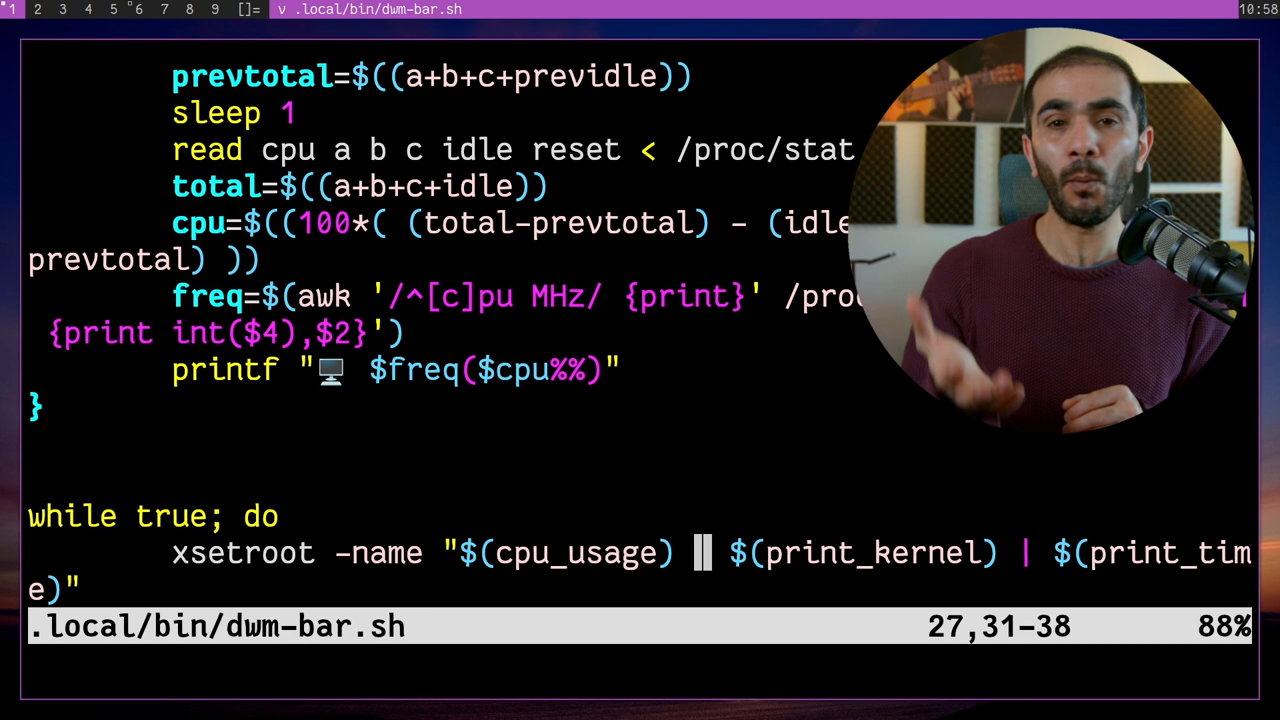 1 2 3 4 5 6 7 8 9 []= v .local/bin/dwm-bar.sh 10:58
prevtotal=$((a+b+c+previdle))
sleep 1
read cpu a b c idle reset < /proc/stat
total=$((a+b+c+idle))
cpu=$((100*( (total-prevtotal) - (idle
prevtotal) ))
freq=$(awk '/^[c]pu MHz/ {print}'
{print int($4),$2}')
printf "🖥️ $freq($cpu%%)"
}
while true; do
xsetroot -name "$(cpu_usage) | $(print_kernel) | $(print_tim
e)"
.local/bin/dwm-bar.sh 27,31-38 88%